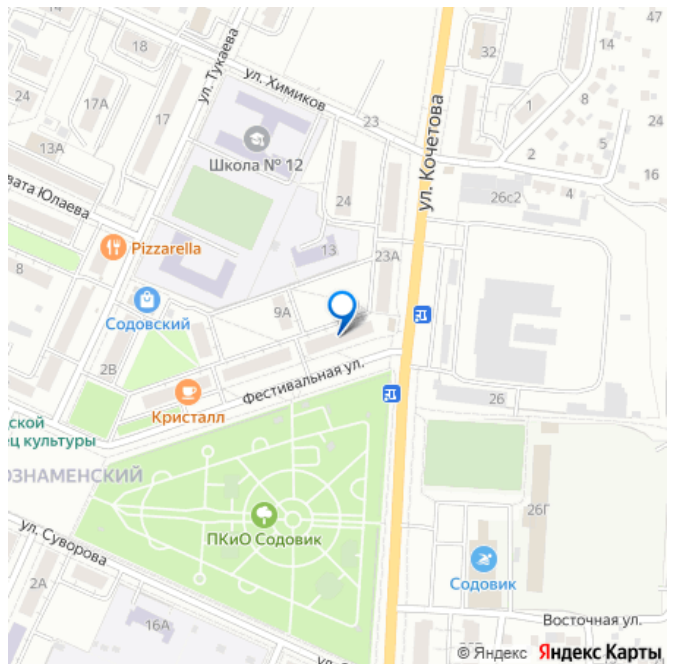 47
18
32
14
24
ул. Тукаева
ул. Химиков
17А
17
1
8
24
23
5
13А
Школа № 12
2
16
ул. Кочетова
вата Юлаева
24
26с2
4
Pizzarella
13
23А
8
9А
Содовский
2В
Фестивальная ул.
Кристалл
26
ской
ец культуры
ОЗНАМЕНСКИЙ
26Г
ПКиО Содовик
ул. Суворова
2А
Содовик
16А
Восточная ул.
© Яндекс Яндекс Карты